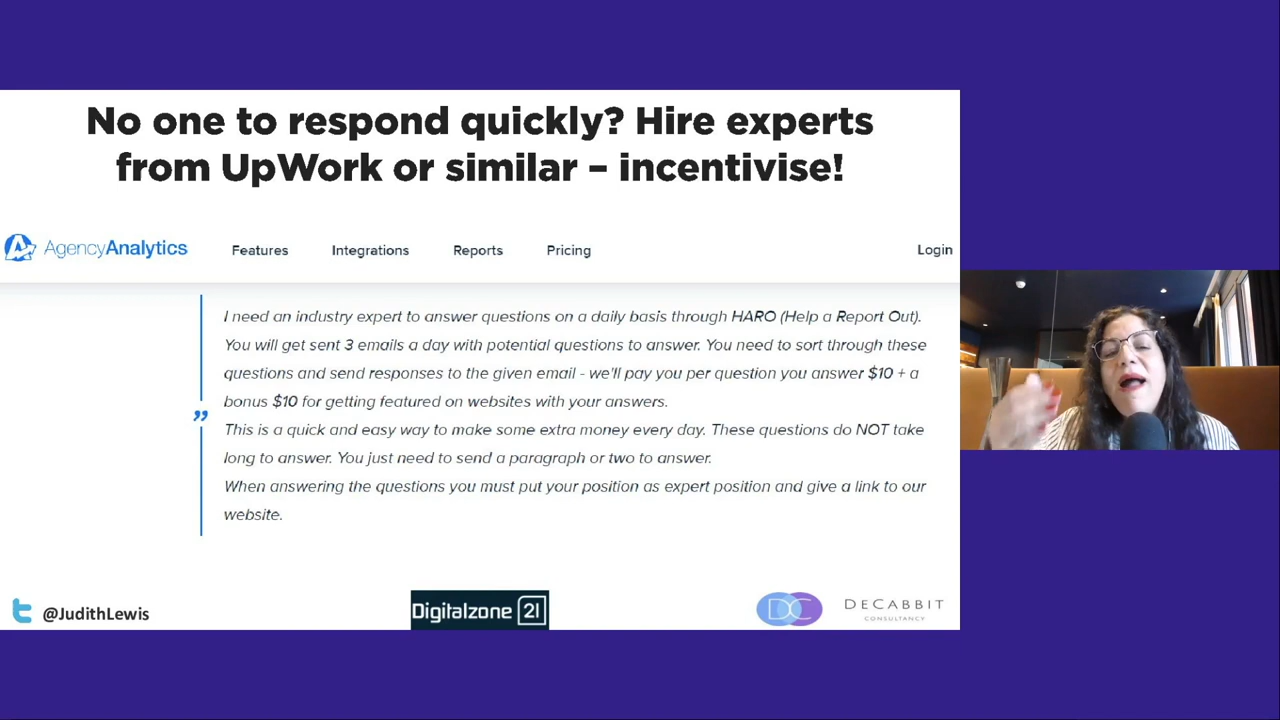 No one to respond quickly? Hire experts
from UpWork or similar – incentivise!
AgencyAnalytics
Features
Integrations
Reports
Pricing
Login
I need an industry expert to answer questions on a daily basis through HARO (Help a Report Out).
You will get sent 3 emails a day with potential questions to answer. You need to sort through these
questions and send responses to the given email - we'll pay you per question you answer $10 + a
bonus $10 for getting featured on websites with your answers.
”
This is a quick and easy way to make some extra money every day. These questions do NOT take
long to answer. You just need to send a paragraph or two to answer.
When answering the questions you must put your position as expert position and give a link to our
website.
@JudithLewis
Digitalzone 21
DC
DECABBIT
CONSULTANCY